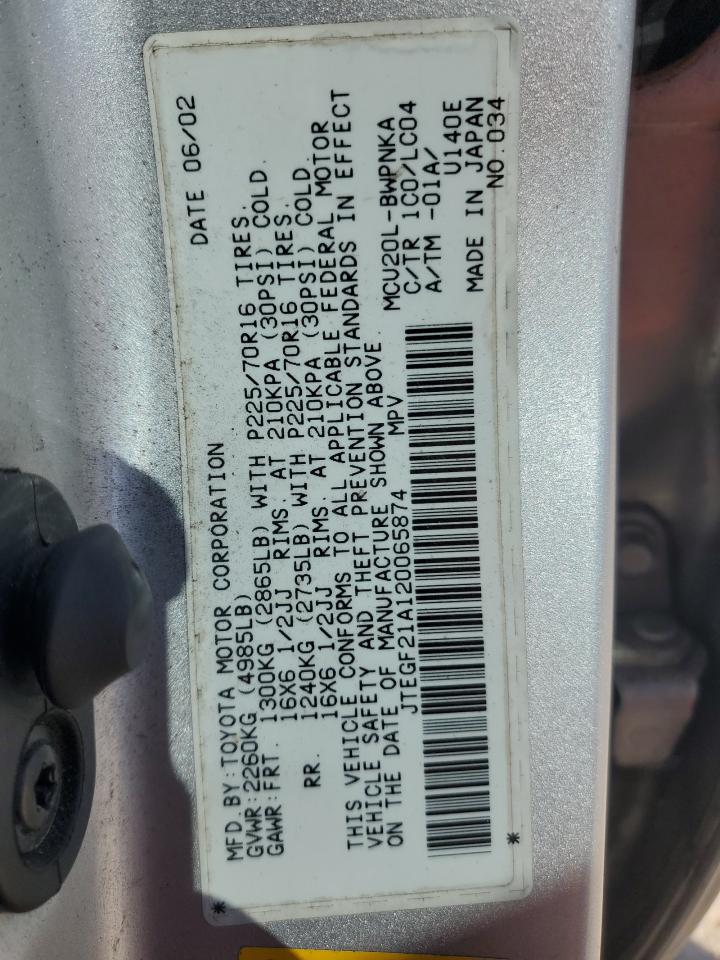 MFD. BY: TOYOTA MOTOR CORPORATION DATE 06/02
GVWR: 2260KG (4985LB)
GAWR: FRT. 1300KG (2865LB) WITH P225/70R16 TIRES.
16X6 1/2JJ RIMS. AT 210KPA (30PSI) COLD.
RR. 1240KG (2735LB) WITH P225/70R16 TIRES.
16X6 1/2JJ RIMS. AT 210KPA (30PSI) COLD.
THIS VEHICLE CONFORMS TO ALL APPLICABLE FEDERAL MOTOR
VEHICLE SAFETY AND THEFT PREVENTION STANDARDS IN EFFECT
ON THE DATE OF MANUFACTURE SHOWN ABOVE.
JTEGF21A120065874 MPV
MCU20L-BWPNKA
C/TR 1C0/LC04
A/TM -01A/
U140E
MADE IN JAPAN
NO.034